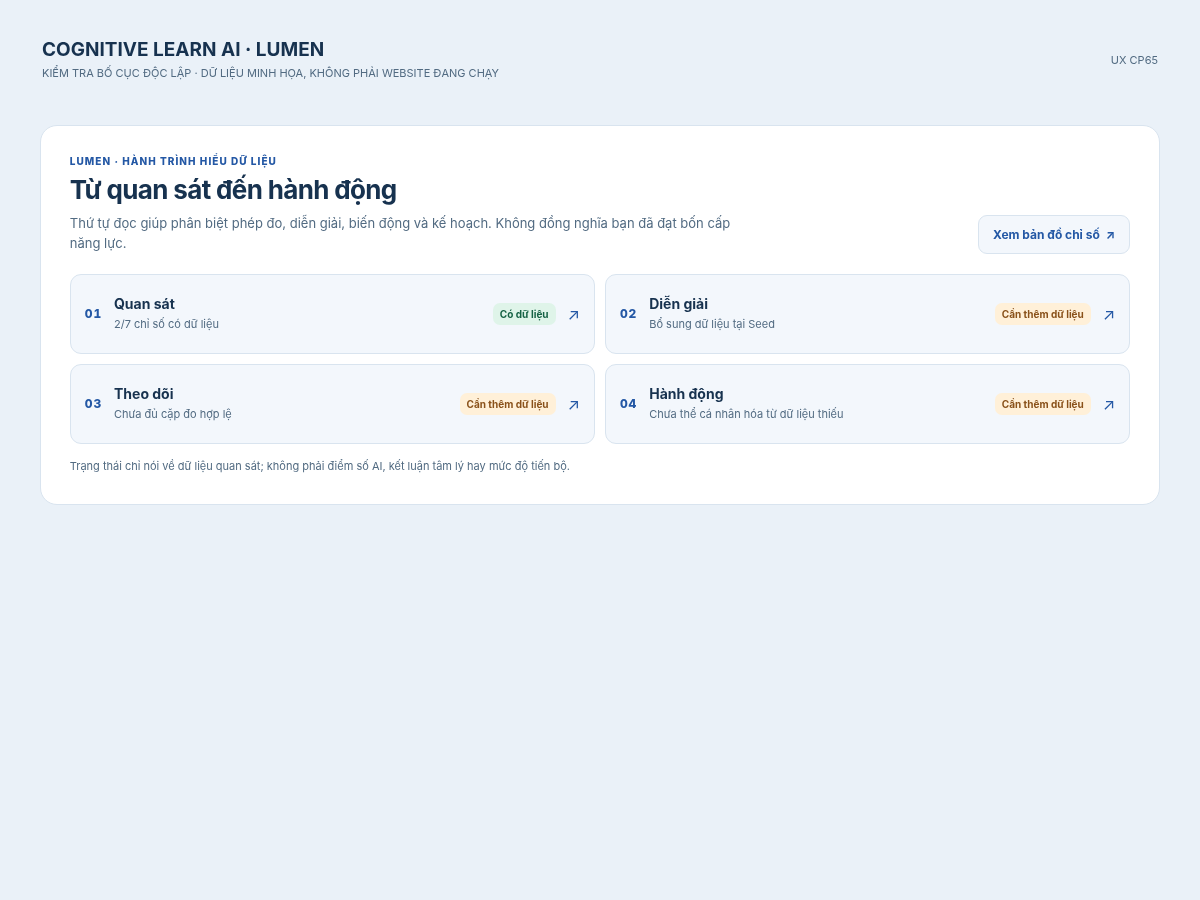 COGNITIVE LEARN AI · LUMEN
KIỂM TRA BỐ CỤC ĐỘC LẬP · DỮ LIỆU MINH HỌA, KHÔNG PHẢI WEBSITE ĐANG CHẠY
UX CP65
LUMEN · HÀNH TRÌNH HIỂU DỮ LIỆU
Từ quan sát đến hành động
Thứ tự đọc giúp phân biệt phép đo, diễn giải, biến động và kế hoạch. Không đồng nghĩa bạn đã đạt bốn cấp
năng lực.
Xem bản đồ chỉ số ↗
01
Quan sát
2/7 chỉ số có dữ liệu
Có dữ liệu ↗
02
Diễn giải
Bổ sung dữ liệu tại Seed
Cần thêm dữ liệu ↗
03
Theo dõi
Chưa đủ cặp đo hợp lệ
Cần thêm dữ liệu ↗
04
Hành động
Chưa thể cá nhân hóa từ dữ liệu thiếu
Cần thêm dữ liệu ↗
Trạng thái chỉ nói về dữ liệu quan sát; không phải điểm số AI, kết luận tâm lý hay mức độ tiến bộ.